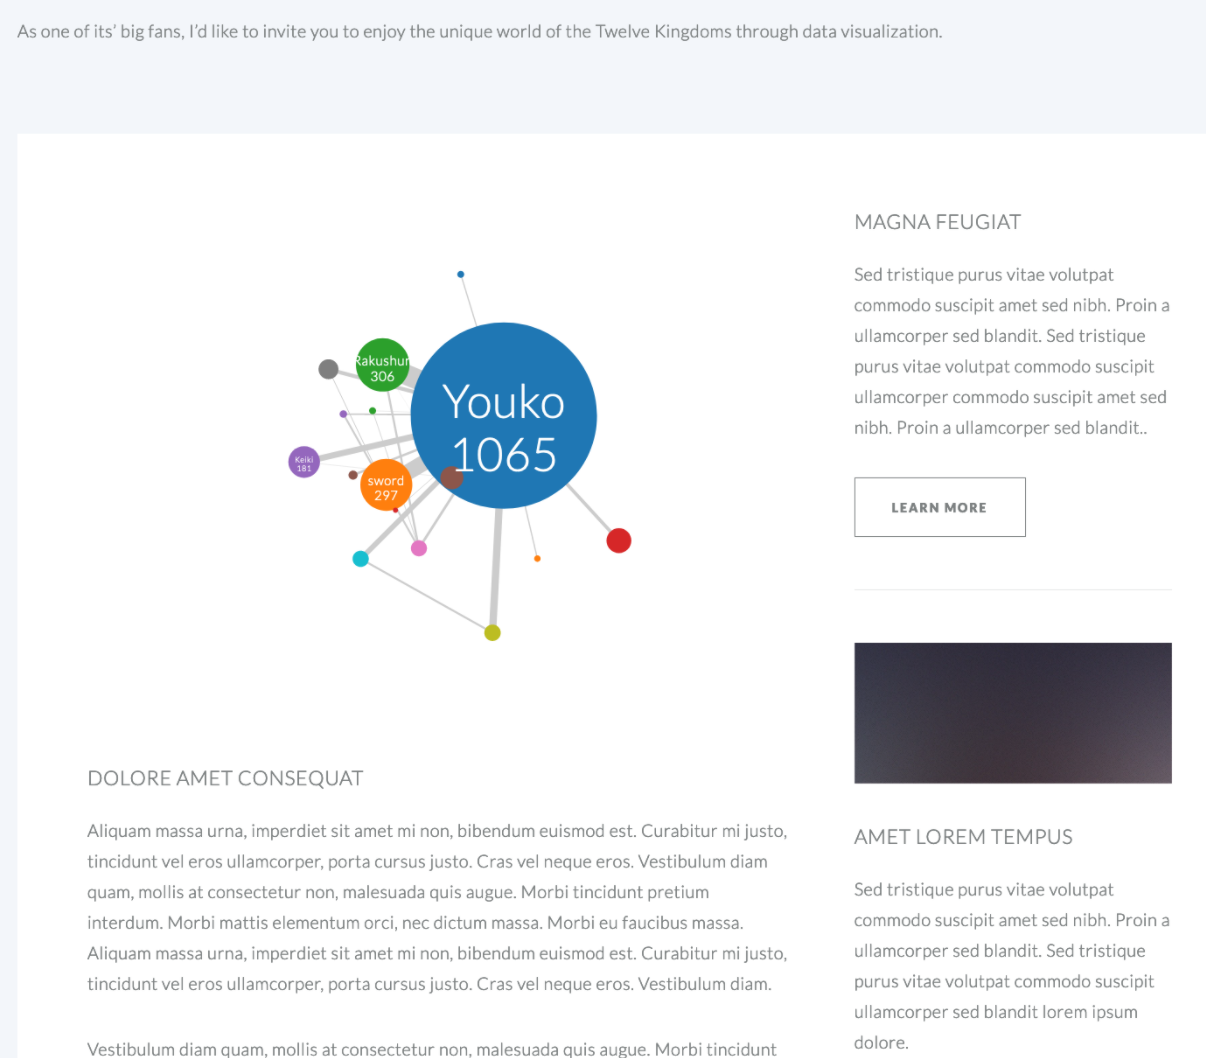 As one of its' big fans, I'd like to invite you to enjoy the unique world of the Twelve Kingdoms through data visualization.
Rakushun
306
Youko
1065
Keiki
181
sword
297
DOLORE AMET CONSEQUAT
Aliquam massa urna, imperdiet sit amet mi non, bibendum euismod est. Curabitur mi justo,
tincidunt vel eros ullamcorper, porta cursus justo. Cras vel neque eros. Vestibulum diam
quam, mollis at consectetur non, malesuada quis augue. Morbi tincidunt pretium
interdum. Morbi mattis elementum orci, nec dictum massa. Morbi eu faucibus massa.
Aliquam massa urna, imperdiet sit amet mi non, bibendum euismod est. Curabitur mi justo,
tincidunt vel eros ullamcorper, porta cursus justo. Cras vel neque eros. Vestibulum diam.
Vestibulum diam quam, mollis at consectetur non, malesuada quis augue. Morbi tincidunt
MAGNA FEUGIAT
Sed tristique purus vitae volutpat
commodo suscipit amet sed nibh. Proin a
ullamcorper sed blandit. Sed tristique
purus vitae volutpat commodo suscipit
ullamcorper commodo suscipit amet sed
nibh. Proin a ullamcorper sed blandit..
LEARN MORE
AMET LOREM TEMPUS
Sed tristique purus vitae volutpat
commodo suscipit amet sed nibh. Proin a
ullamcorper sed blandit. Sed tristique
purus vitae volutpat commodo suscipit
ullamcorper sed blandit lorem ipsum
dolore.